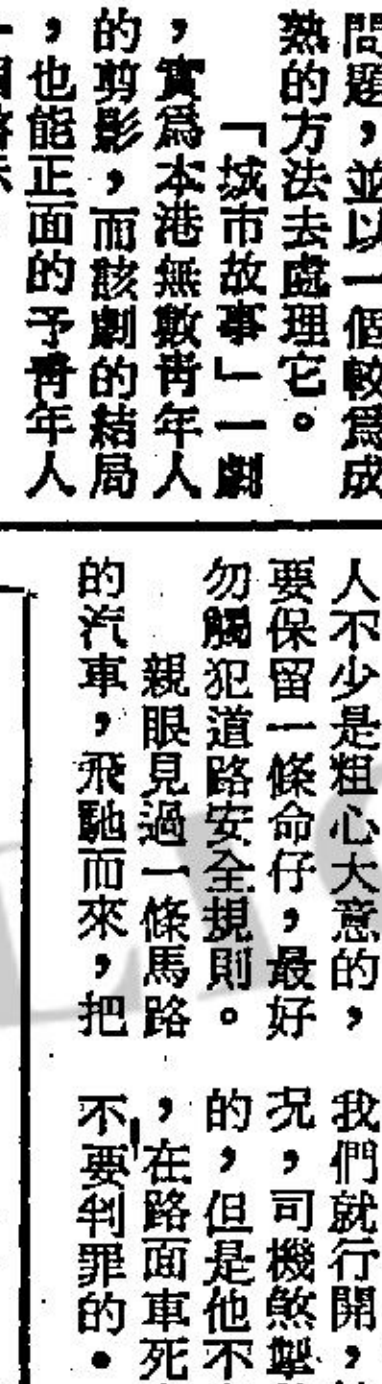 問題，並以一個較爲成
熟的方法去處理它。
「城市故事」一劇
，實爲本港無數青年人
的剪影，而該劇的結局
，也能正面的予青年人
人不少是粗心大意的，
要保留一條命仔，最好
勿觸犯道路安全規則。
親眼見過一條馬路
的汽車，飛馳而來，把
我們就行開，
况，司機煞掣
的，但是他不
，在路面車死
不要判罪的。